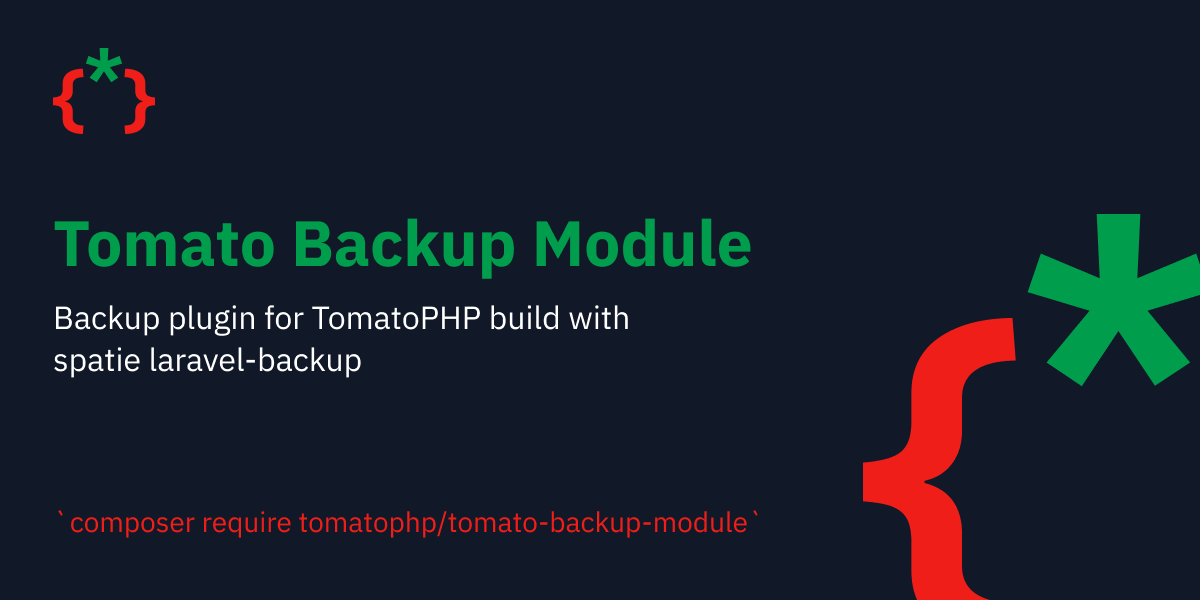 {*}
Tomato Backup Module
Backup plugin for TomatoPHP build with
spatie laravel-backup
`composer require tomatophp/tomato-backup-module`
{*